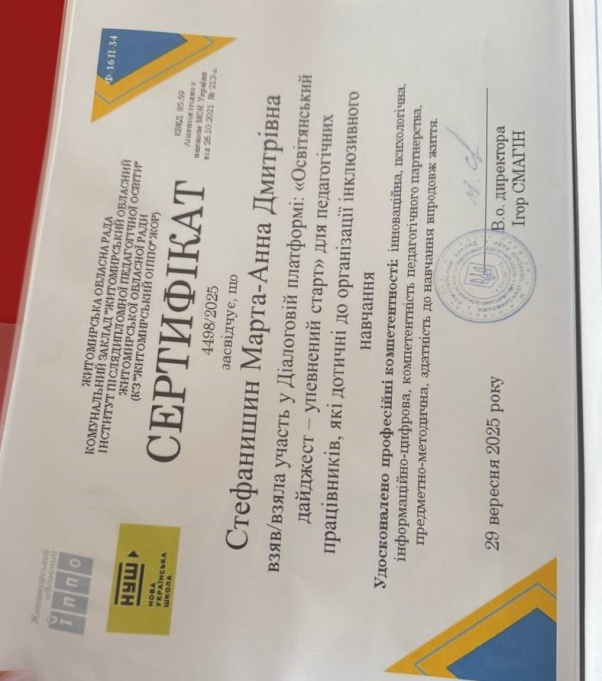 Ф-16 П.34
Житомирський
обласний
ІППО
НУШ
НОВА
УКРАЇНСЬКА
ШКОЛА
ЖИТОМИРСЬКА ОБЛАСНА РАДА
КОМУНАЛЬНИЙ ЗАКЛАД "ЖИТОМИРСЬКИЙ ОБЛАСНИЙ
ІНСТИТУТ ПІСЛЯДИПЛОМНОЇ ПЕДАГОГІЧНОЇ ОСВІТИ"
ЖИТОМИРСЬКОЇ ОБЛАСНОЇ РАДИ
(КЗ "ЖИТОМИРСЬКИЙ ОІППО" ЖОР)
КВЕД 85.59
Ліцензія згідно з
наказом МОН України
від 26.10.2021 № 213-л
СЕРТИФІКАТ
4498/2025
засвідчує, що
Стефанишин Марта-Анна Дмитрівна
взяв/взяла участь у Діалоговій платформі: «Освітянський
дайджест – упевнений старт» для педагогічних
працівників, які дотичні до організації інклюзивного
навчання
Удосконалено професійні компетентності: інноваційна, психологічна,
інформаційно-цифрова, компетентність педагогічного партнерства,
предметно-методична, здатність до навчання впродовж життя.
29 вересня 2025 року
В.о. директора
Ігор СМАГІН